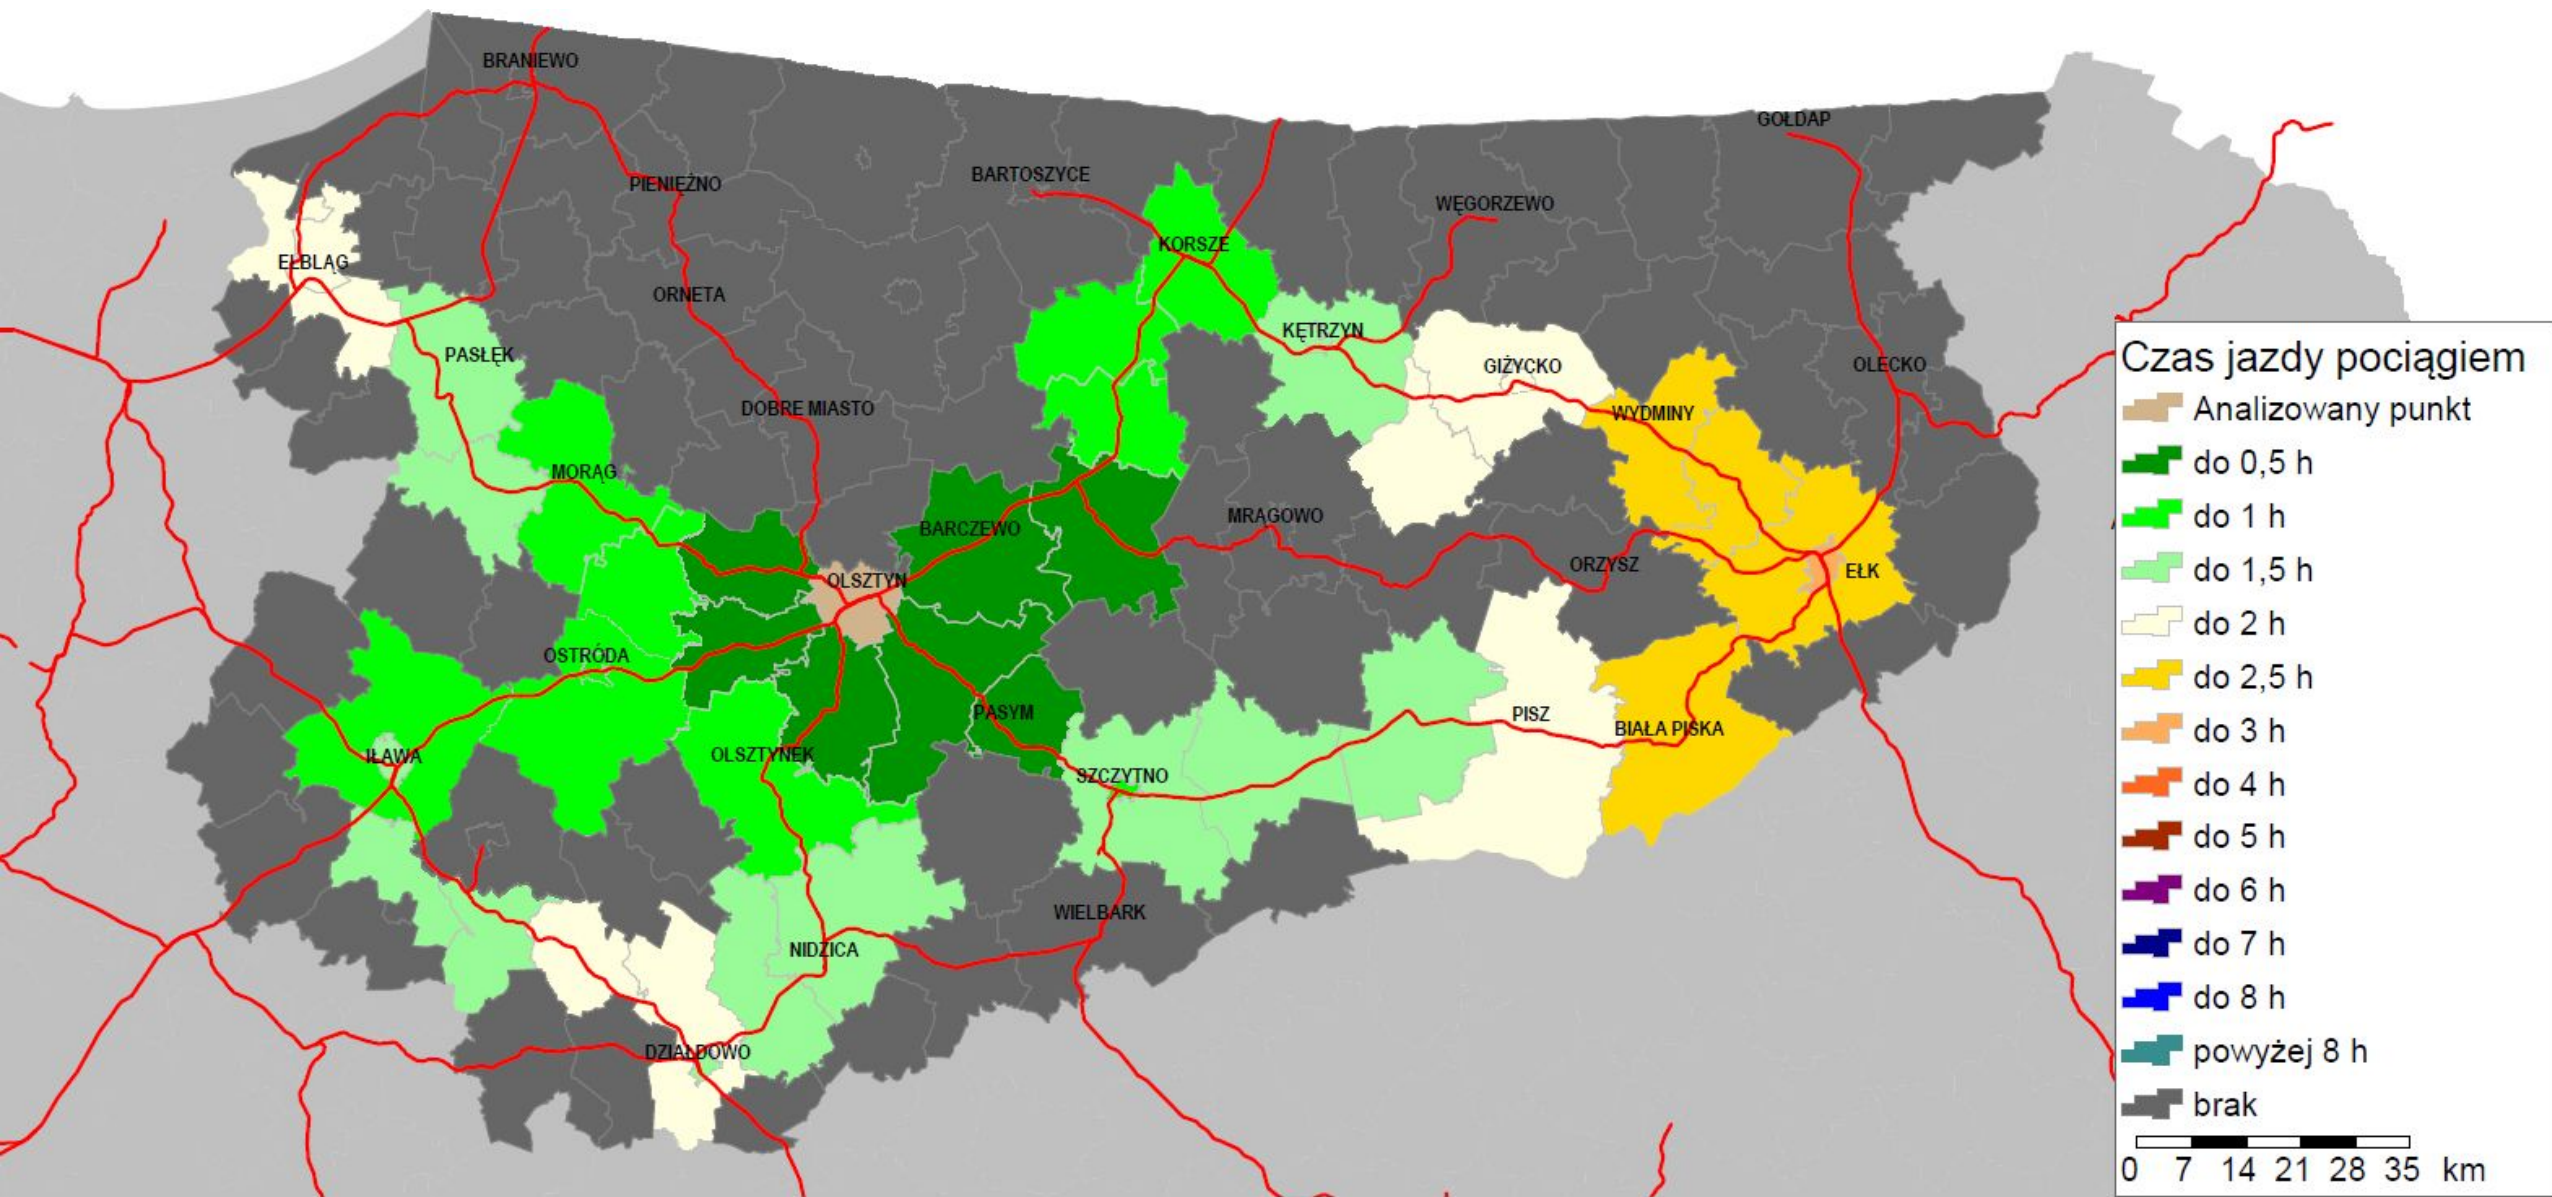 BRANIEWO
GOŁDAP
BARTOSZYCE
PIENIĘŻNO
WĘGORZEWO
KORSZE
ELBLĄG
ORNETA
KĘTRZYN
PASŁĘK
GIŻYCKO
OLECKO
DOBRE MIASTO
WYDMINY
MORĄG
MRĄGOWO
BARCZEWO
ORZYSZ
EŁK
OLSZTYN
OSTRÓDA
PASYM
PISZ
BIAŁA PISKA
IŁAWA
OLSZTYNEK
SZCZYTNO
WIELBARK
NIDZICA
DZIAŁDOWO
Czas jazdy pociągiem
Analizowany punkt
do 0,5 h
do 1 h
do 1,5 h
do 2 h
do 2,5 h
do 3 h
do 4 h
do 5 h
do 6 h
do 7 h
do 8 h
powyżej 8 h
brak
0 7 14 21 28 35 km